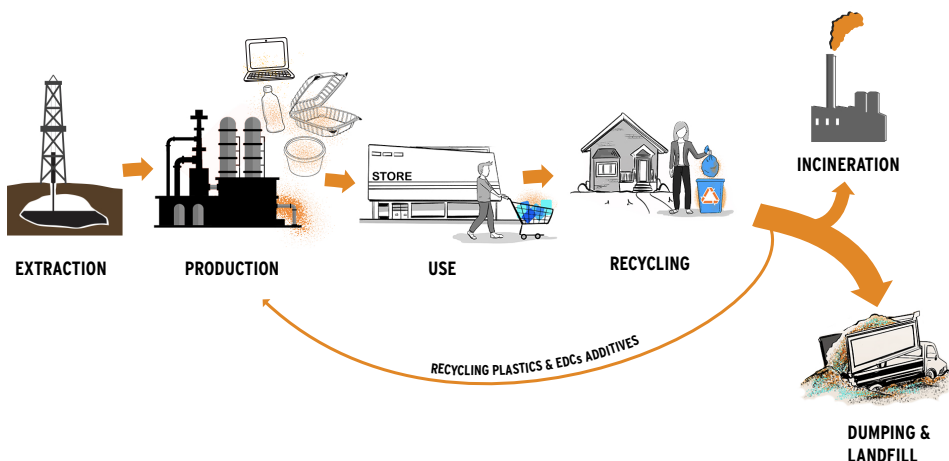 STORE
EXTRACTION
PRODUCTION
USE
RECYCLING
INCINERATION
RECYCLING PLASTICS & EDCs ADDITIVES
DUMPING &
LANDFILL